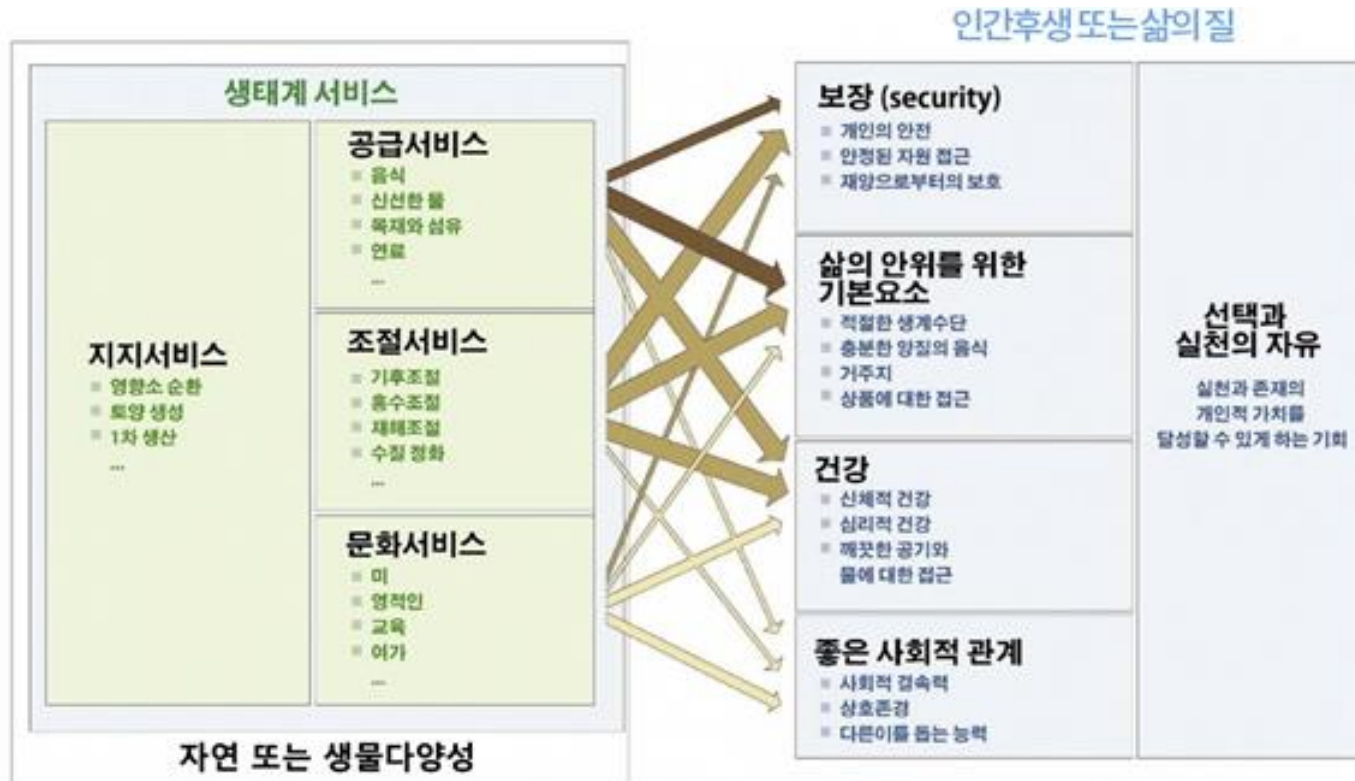 인간후생 또는 삶의 질
생태계 서비스
지지서비스
영향소 순환
토양 생성
1차 생산
...
공급서비스
음식
신선한 물
목재와 섬유
연료
...
조절서비스
기후조절
홍수조절
재해조절
수질 정화
...
문화서비스
미
영적인
교육
여가
...
자연 또는 생물다양성
보장 (security)
개인의 안전
안정된 자원 접근
재앙으로부터의 보호
삶의 안위를 위한
기본요소
적절한 생계수단
충분한 양질의 음식
거주지
상품에 대한 접근
건강
신체적 건강
심리적 건강
깨끗한 공기와
물에 대한 접근
좋은 사회적 관계
사회적 결속력
상호존경
다른이를 돕는 능력
선택과
실천의 자유
실천과 존재의
개인적 가치를
달성할 수 있게 하는 기회